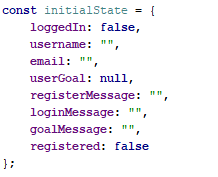 const initialState = {
    loggedIn: false,
    username: "",
    email: "",
    userGoal: null,
    registerMessage: "",
    loginMessage: "",
    goalMessage: "",
    registered: false
};